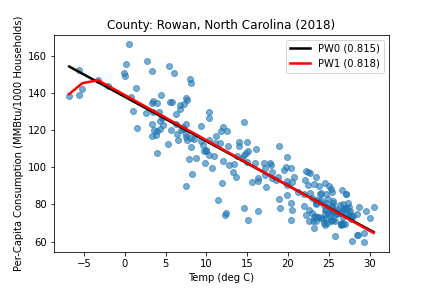 County: Rowan, North Carolina (2018)
PW0 (0.815)
PW1 (0.818)
Per-Capita Consumption (MMBtu/1000 Households)
160
140
120
100
80
60
−5
0
5
10
15
20
25
30
Temp (deg C)